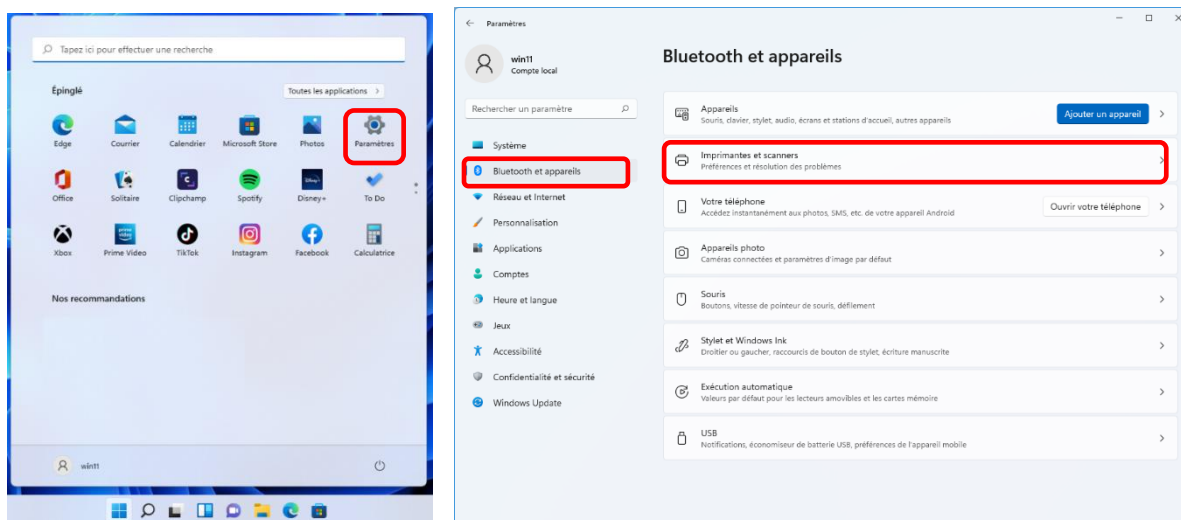 Tapez ici pour effectuer une recherche
Épinglé
Toutes les applications >
Edge
Courrier
Calendrier
Microsoft Store
Photos
Paramètres
Office
Solitaire
Clipchamp
Spotify
Disney+
To Do
Xbox
Prime Video
TikTok
Instagram
Facebook
Calculatrice
Nos recommandations
win11
Paramètres
win11
Compte local
Rechercher un paramètre
Système
Bluetooth et appareils
Réseau et Internet
Personnalisation
Applications
Comptes
Heure et langue
Jeux
Accessibilité
Confidentialité et sécurité
Windows Update
Bluetooth et appareils
Appareils
Souris, clavier, stylet, audio, écrans et stations d'accueil, autres appareils
Ajouter un appareil
Imprimantes et scanners
Préférences et résolution des problèmes
Votre téléphone
Accédez instantanément aux photos, SMS, etc. de votre appareil Android
Ouvrir votre téléphone
Appareils photo
Caméras connectées et paramètres d'image par défaut
Souris
Boutons, vitesse de pointeur de souris, défilement
Stylet et Windows Ink
Droitier ou gaucher, raccourcis de bouton de stylet, écriture manuscrite
Exécution automatique
Valeurs par défaut pour les lecteurs amovibles et les cartes mémoire
USB
Notifications, économiseur de batterie USB, préférences de l'appareil mobile